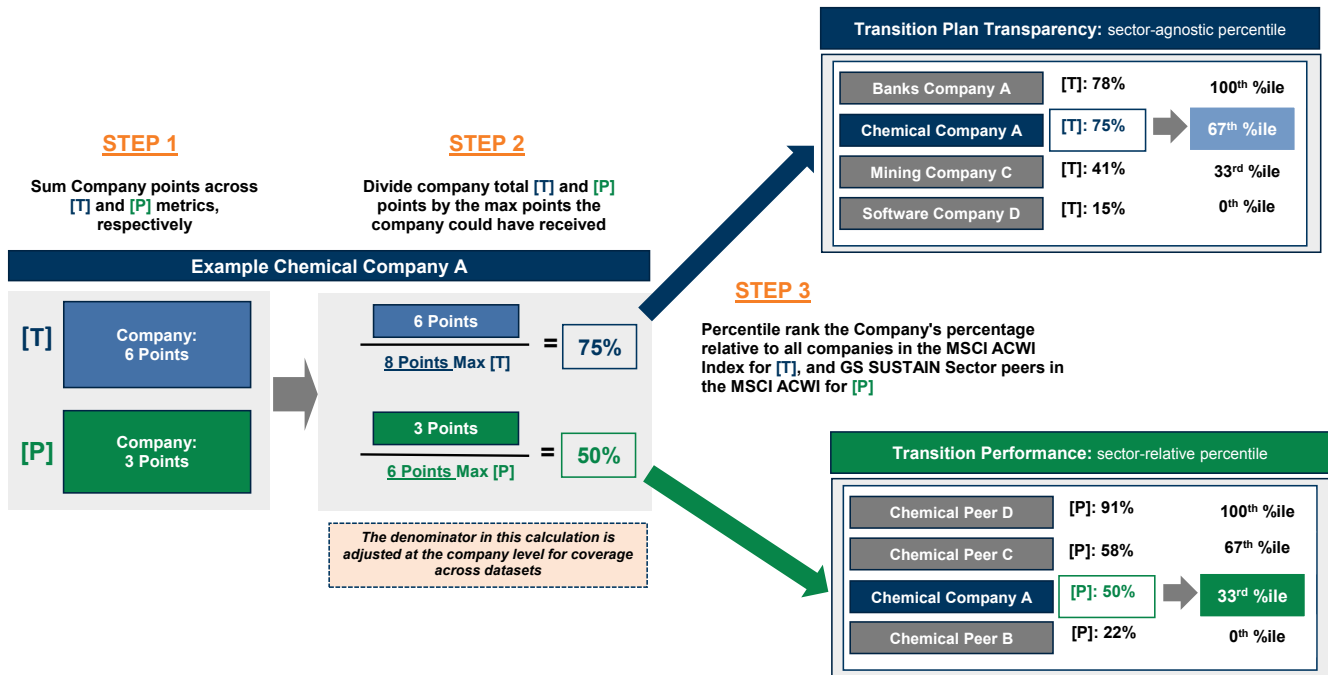 STEP 1
Sum Company points across
[T] and [P] metrics,
respectively
STEP 2
Divide company total [T] and [P]
points by the max points the
company could have received
Example Chemical Company A
[T]
Company:
6 Points
[P]
Company:
3 Points
6 Points
8 Points Max [T]
=
75%
3 Points
6 Points Max [P]
=
50%
The denominator in this calculation is
adjusted at the company level for coverage
across datasets
STEP 3
Percentile rank the Company's percentage
relative to all companies in the MSCI ACWI
Index for [T], and GS SUSTAIN Sector peers in
the MSCI ACWI for [P]
Transition Plan Transparency: sector-agnostic percentile
Banks Company A [T]: 78% 100th %ile
Chemical Company A [T]: 75% 67th %ile
Mining Company C [T]: 41% 33rd %ile
Software Company D [T]: 15% 0th %ile
Transition Performance: sector-relative percentile
Chemical Peer D [P]: 91% 100th %ile
Chemical Peer C [P]: 58% 67th %ile
Chemical Company A [P]: 50% 33rd %ile
Chemical Peer B [P]: 22% 0th %ile